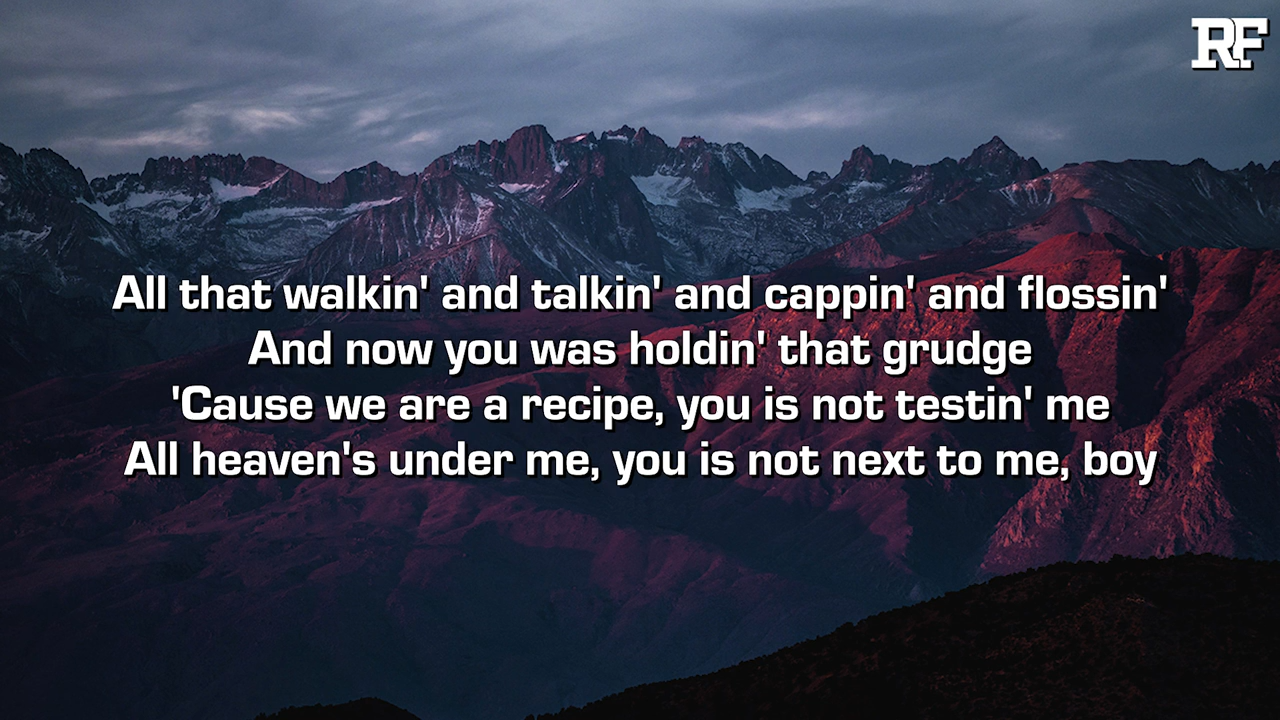 RF
All that walkin' and talkin' and cappin' and flossin'
And now you was holdin' that grudge
'Cause we are a recipe, you is not testin' me
All heaven's under me, you is not next to me, boy